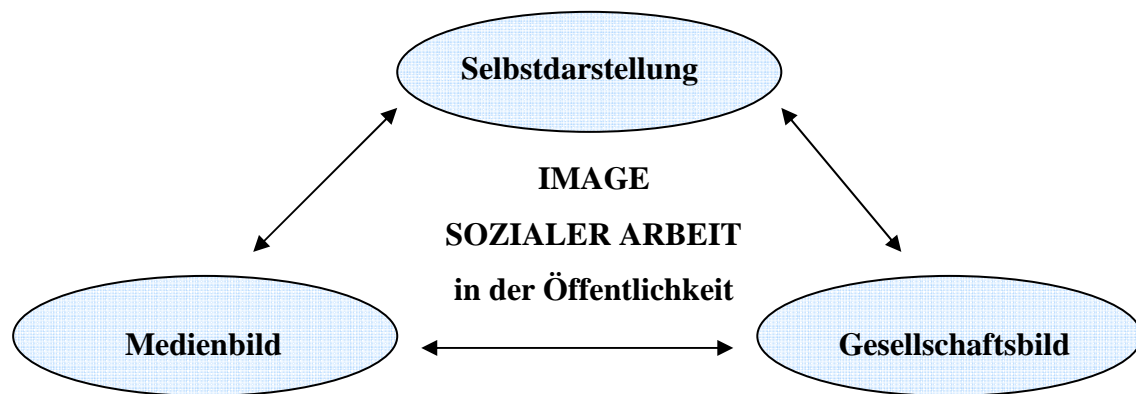 Selbstdarstellung
IMAGE
SOZIALER ARBEIT
in der Öffentlichkeit
Medienbild
Gesellschaftsbild